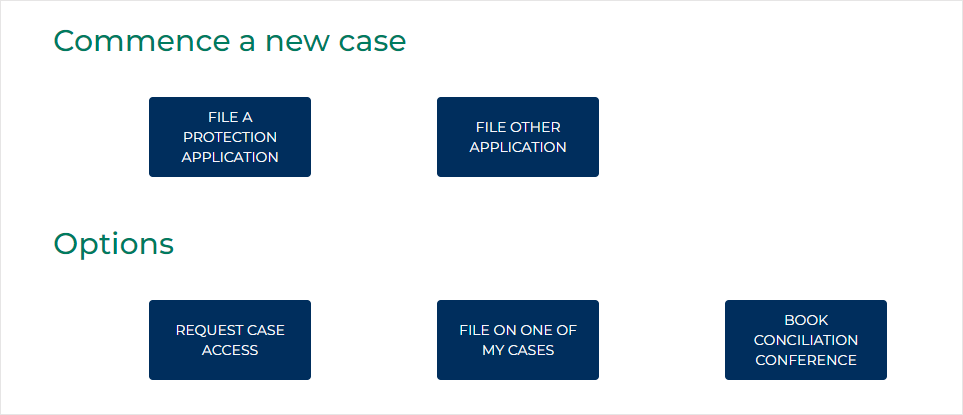 Commence a new case
FILE A
PROTECTION
APPLICATION
FILE OTHER
APPLICATION
Options
REQUEST CASE
ACCESS
FILE ON ONE OF
MY CASES
BOOK
CONCILIATION
CONFERENCE